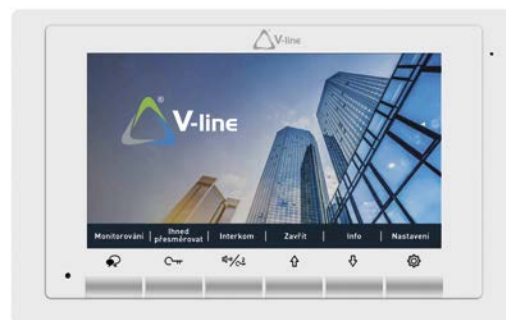 V-line
V-line
Monitorování
Ihned přesměrovat
Interkom
Zavřít
Info
Nastavení